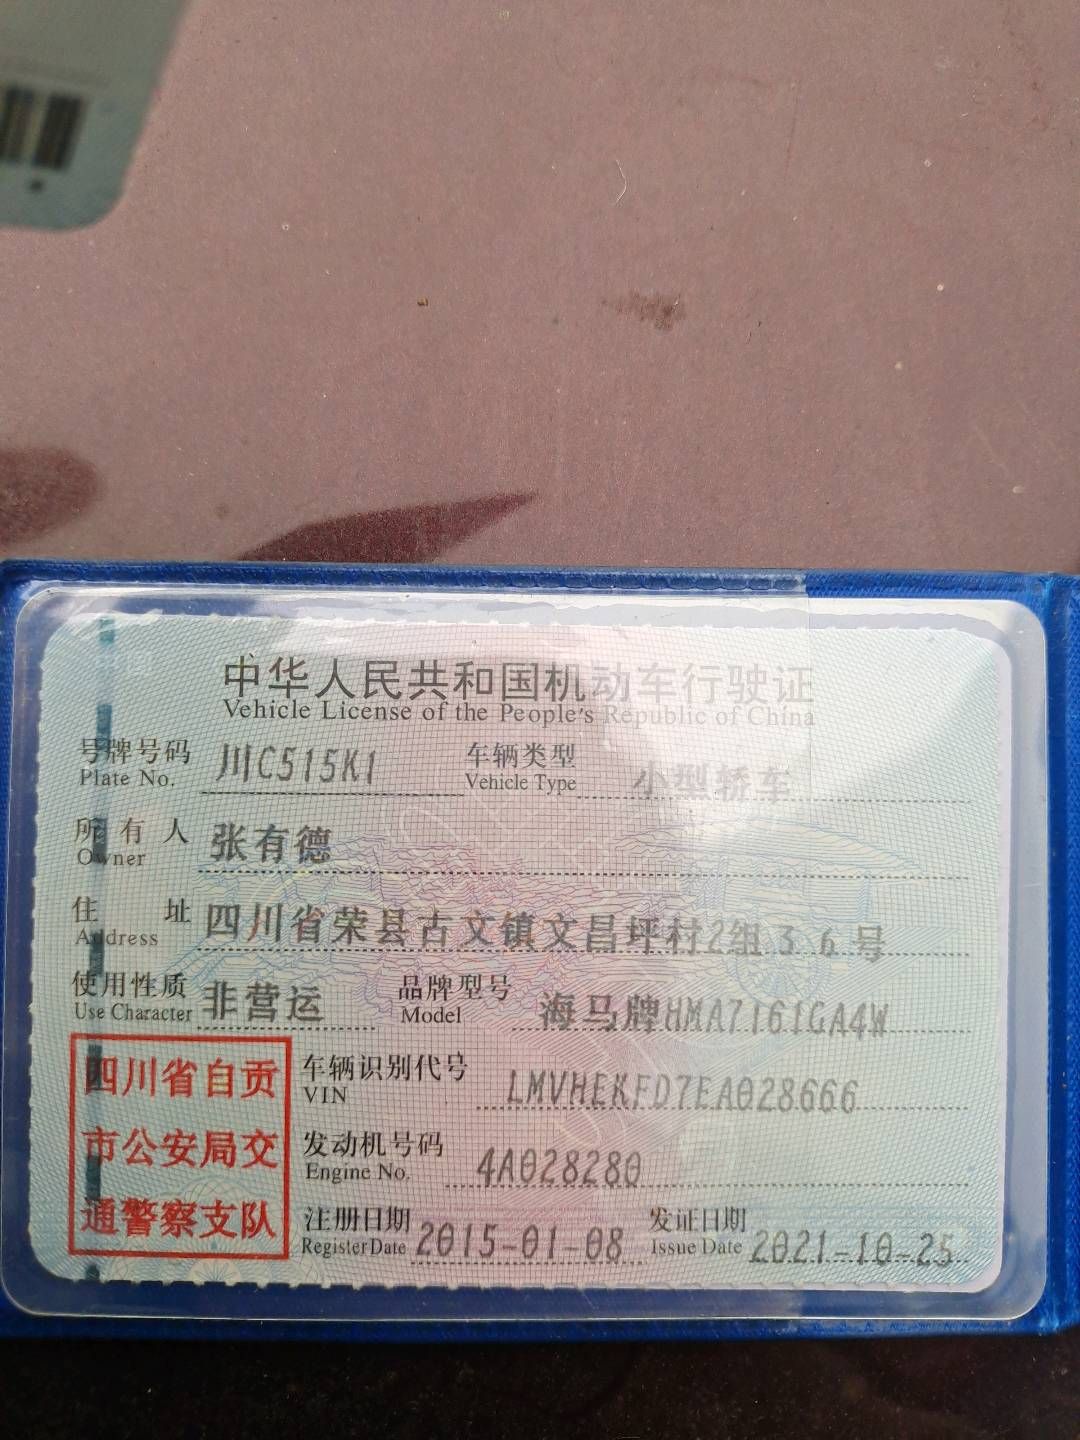 中华人民共和国机动车行驶证
Vehicle License of the People's Republic of China
号牌号码 川C515K1 车辆类型 小型轿车
Plate No. Vehicle Type
所有人 张有德
Owner
住址 四川省荣县古文镇文昌坪村2组36号
Address
使用性质 非营运 品牌型号 海马牌HMA7161GA4W
Use Character Model
四川省自贡
市公安局交
通警察支队
车辆识别代号 LMVHEKFD7EA028666
VIN
发动机号码 4A028280
Engine No.
注册日期 2015-01-08 发证日期 2021-10-25
Register Date Issue Date